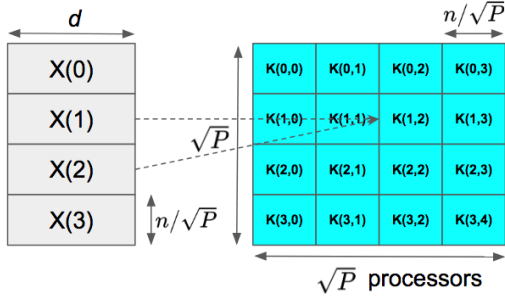 d
n/√P
X(0)
K(0,0) K(0,1) K(0,2) K(0,3)
X(1)
K(1,0) K(1,1) K(1,2) K(1,3)
√P
X(2)
K(2,0) K(2,1) K(2,2) K(2,3)
X(3)
n/√P
K(3,0) K(3,1) K(3,2) K(3,4)
√P processors